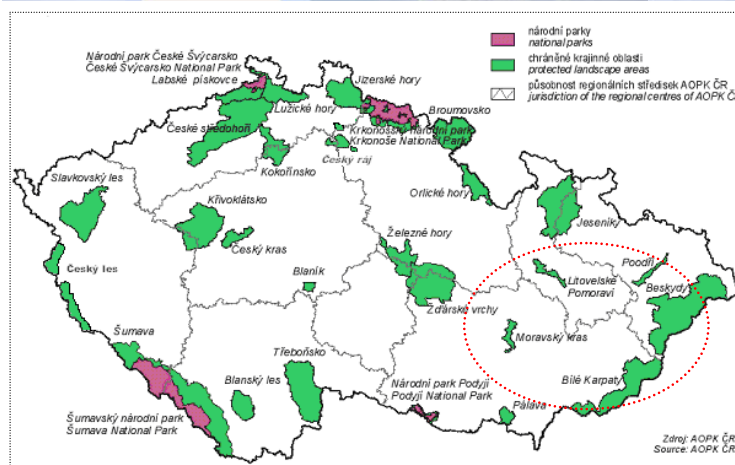 národní parky
national parks
chráněné krajinné oblasti
protected landscape areas
působnost regionálních středisek AOPK ČR
jurisdiction of the regional centres of AOPK Č
Národní park České Švýcarsko
České Švýcarsko National Park
Labské pískovce
Jizerské hory
Lužické hory
Broumovsko
České středohoří
Krkonošský národní park
Krkonoše National Park
Český ráj
Kokořínsko
Slavkovský les
Orlické hory
Křivoklátsko
Jeseník
Železné hory
Český kras
Český les
Blaník
Poodří
Litovelské
Pomoraví
Beskydy
Žďárské vrchy
Moravský kras
Šumava
Třeboňsko
Blanský les
Národní park Podyjí
Podyjí National Park
Bílé Karpaty
Pálava
Šumavský národní park
Šumava National Park
Zdroj: AOPK ČR
Source: AOPK ČR